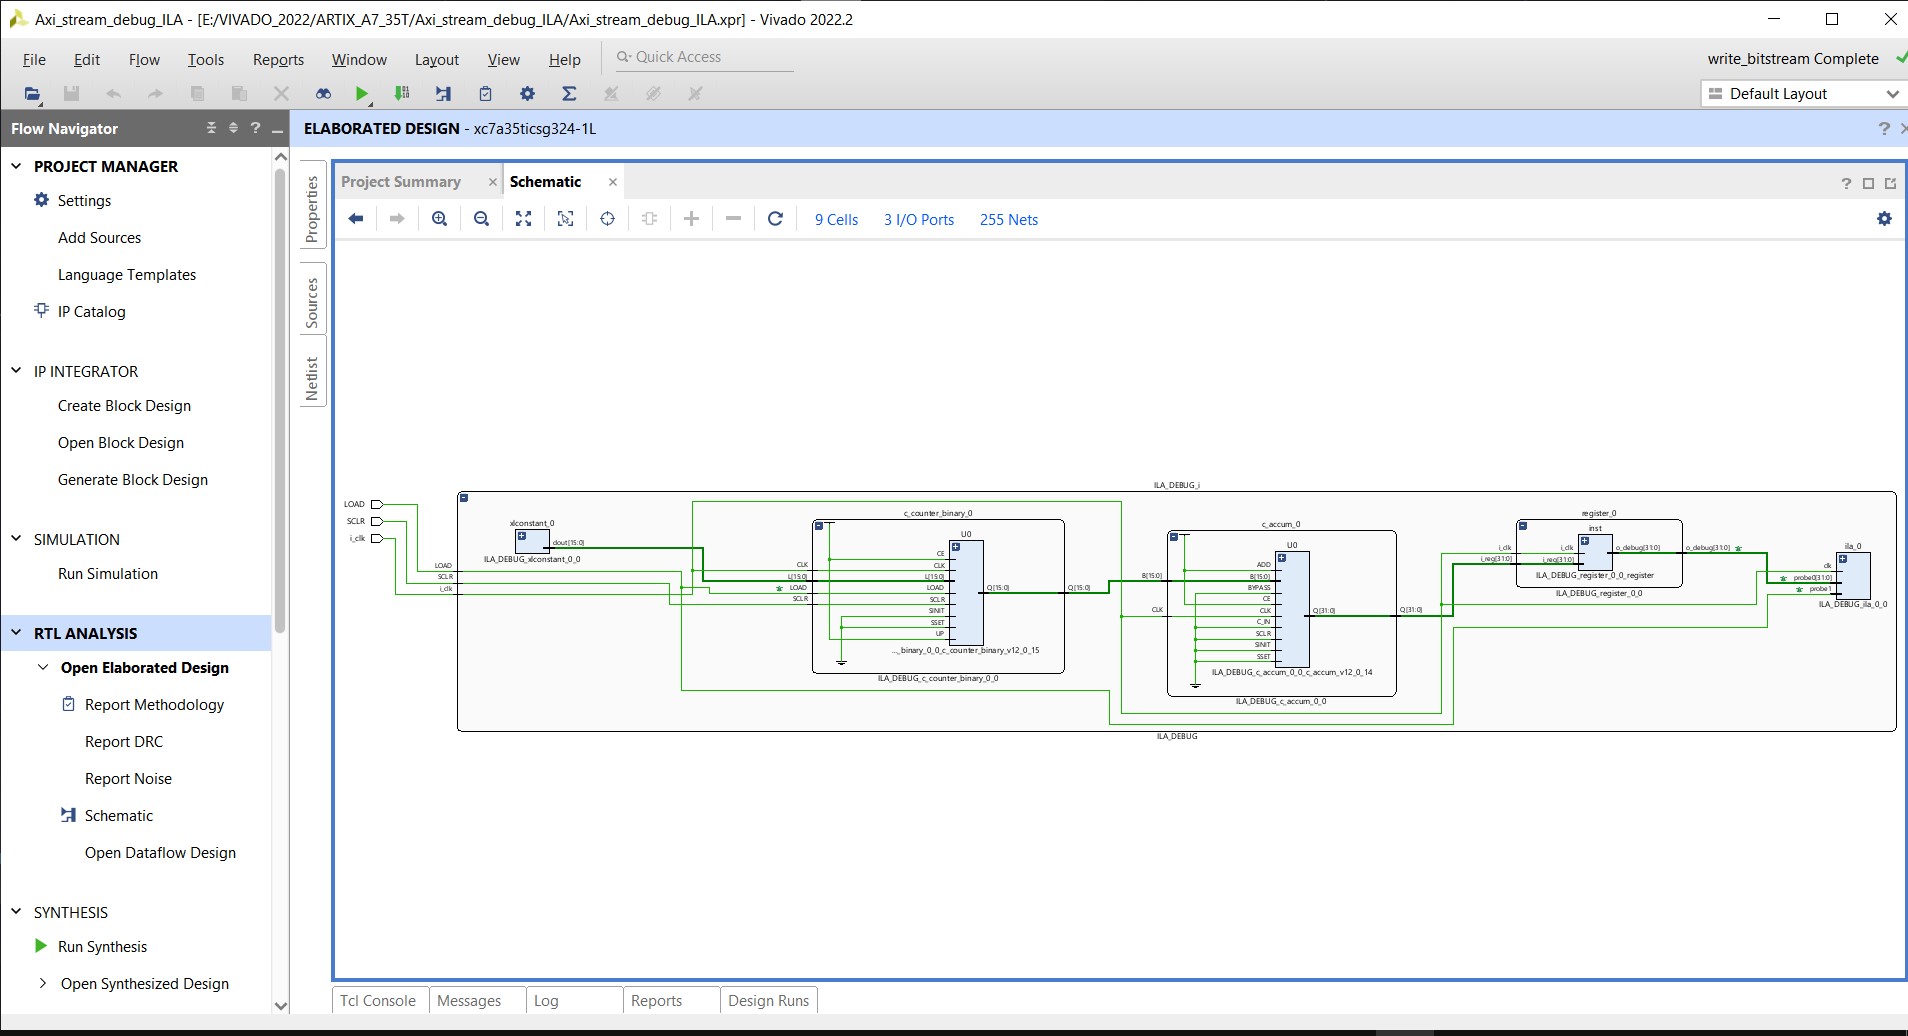 Axi_stream_debug_ILA - [E:/VIVADO_2022/ARTIX_A7_35T/Axi_stream_debug_ILA/Axi_stream_debug_ILA.xpr] - Vivado 2022.2
File Edit Flow Tools Reports Window Layout View Help Quick Access
write_bitstream Complete
Default Layout
Flow Navigator
ELABORATED DESIGN - xc7a35ticsg324-1L
PROJECT MANAGER
Settings
Add Sources
Language Templates
IP Catalog
IP INTEGRATOR
Create Block Design
Open Block Design
Generate Block Design
SIMULATION
Run Simulation
RTL ANALYSIS
Open Elaborated Design
Report Methodology
Report DRC
Report Noise
Schematic
Open Dataflow Design
SYNTHESIS
Run Synthesis
Open Synthesized Design
Properties
Sources
Netlist
Project Summary
Schematic
9 Cells 3 I/O Ports 255 Nets
ILA_DEBUG_i
LOAD
SCLR
i_clk
LOAD
SCLR
i_clk
xlconstant_0
dout[15:0]
ILA_DEBUG_xlconstant_0_0
c_counter_binary_0
U0
CLK
L[15:0]
LOAD
SCLR
CE
CLK
L[15:0]
LOAD
SCLR
SINIT
SSET
UP
Q[15:0]
Q[15:0]
..._binary_0_0_c_counter_binary_v12_0_15
ILA_DEBUG_c_counter_binary_0_0
c_accum_0
U0
B[15:0]
CLK
ADD
B[15:0]
BYPASS
CE
CLK
C_IN
SCLR
SINIT
SSET
Q[31:0]
Q[31:0]
ILA_DEBUG_c_accum_0_0_c_accum_v12_0_14
ILA_DEBUG_c_accum_0_0
register_0
inst
i_clk
i_reg[31:0]
i_clk
i_reg[31:0]
o_debug[31:0]
o_debug[31:0]
ILA_DEBUG_register_0_0_register
ILA_DEBUG_register_0_0
ila_0
clk
probe0[31:0]
probe1
ILA_DEBUG_ila_0_0
ILA_DEBUG
Tcl Console Messages Log Reports Design Runs